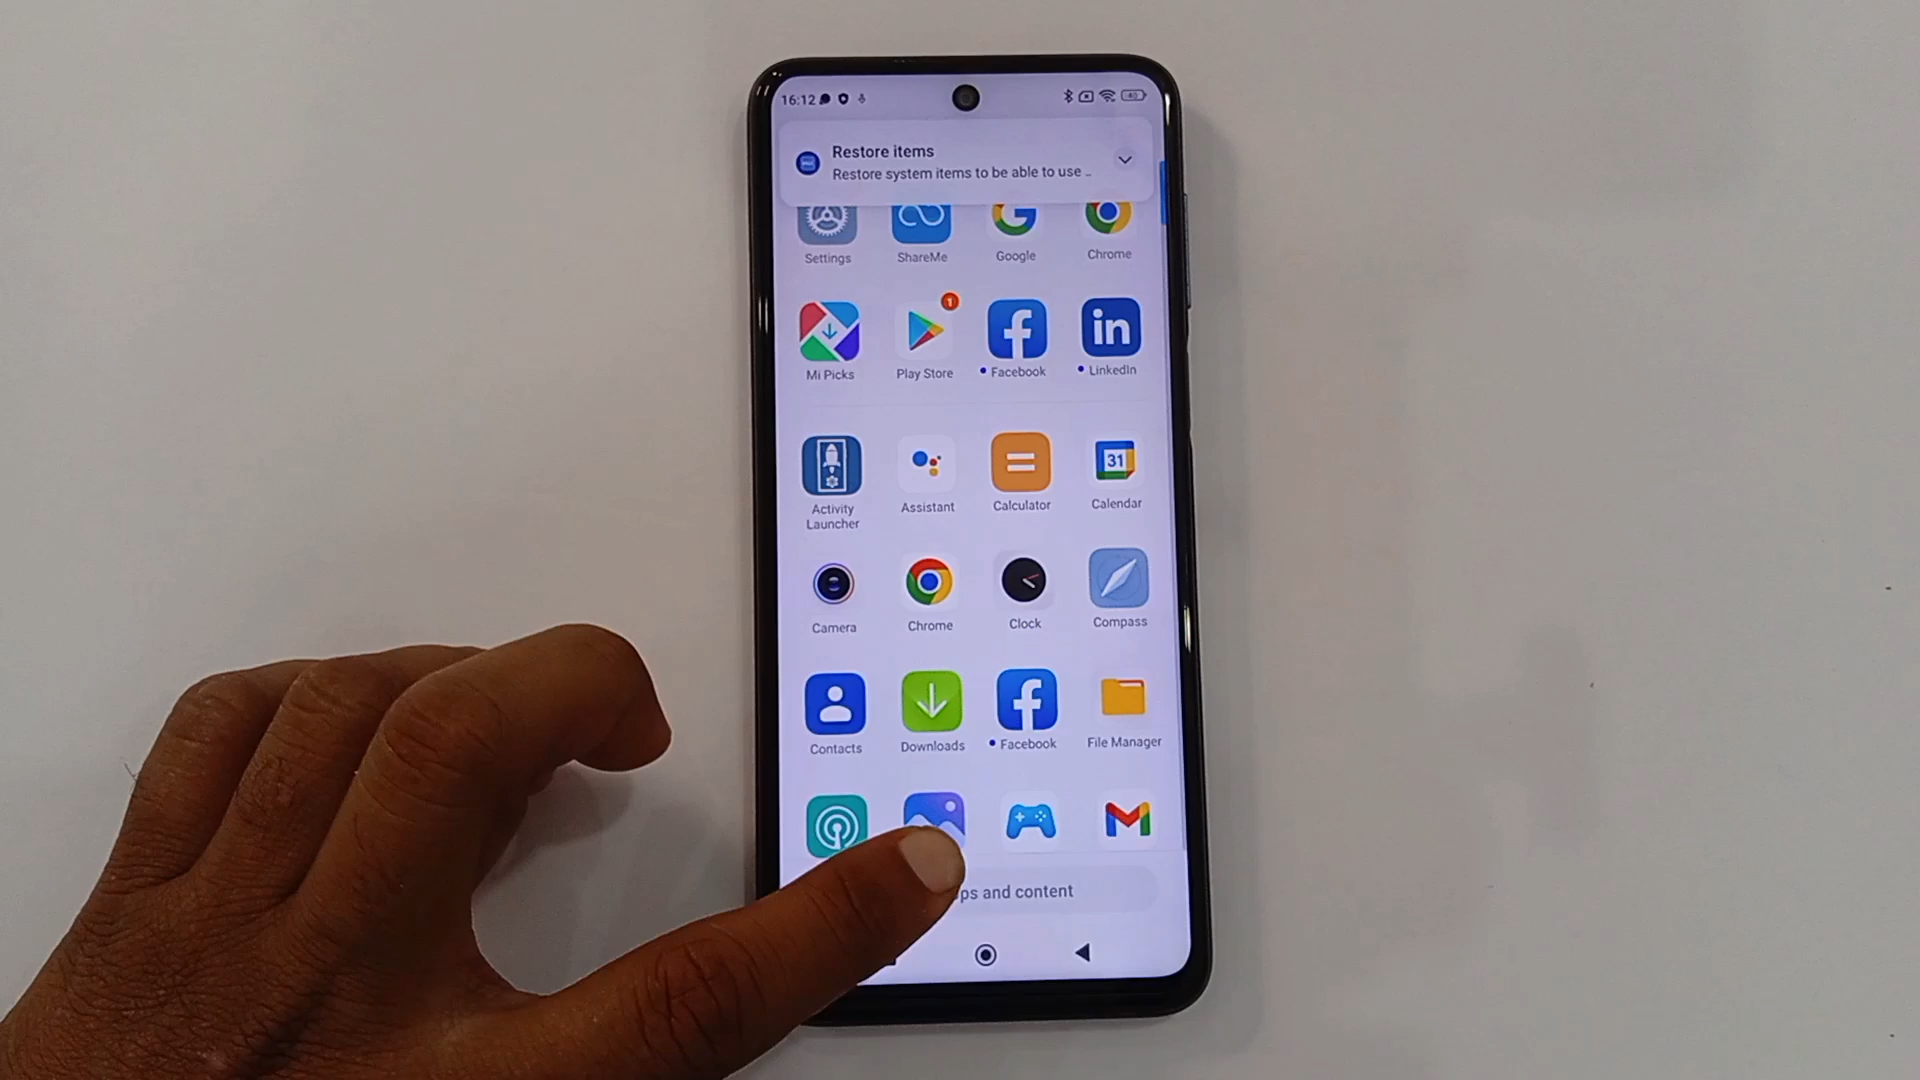 16:12
40
Restore items
Restore system items to be able to use ..
Settings
ShareMe
Google
Chrome
1
in
Mi Picks
Play Store
Facebook
LinkedIn
31
Activity
Launcher
Assistant
Calculator
Calendar
Camera
Chrome
Clock
Compass
Contacts
Downloads
Facebook
File Manager
and content